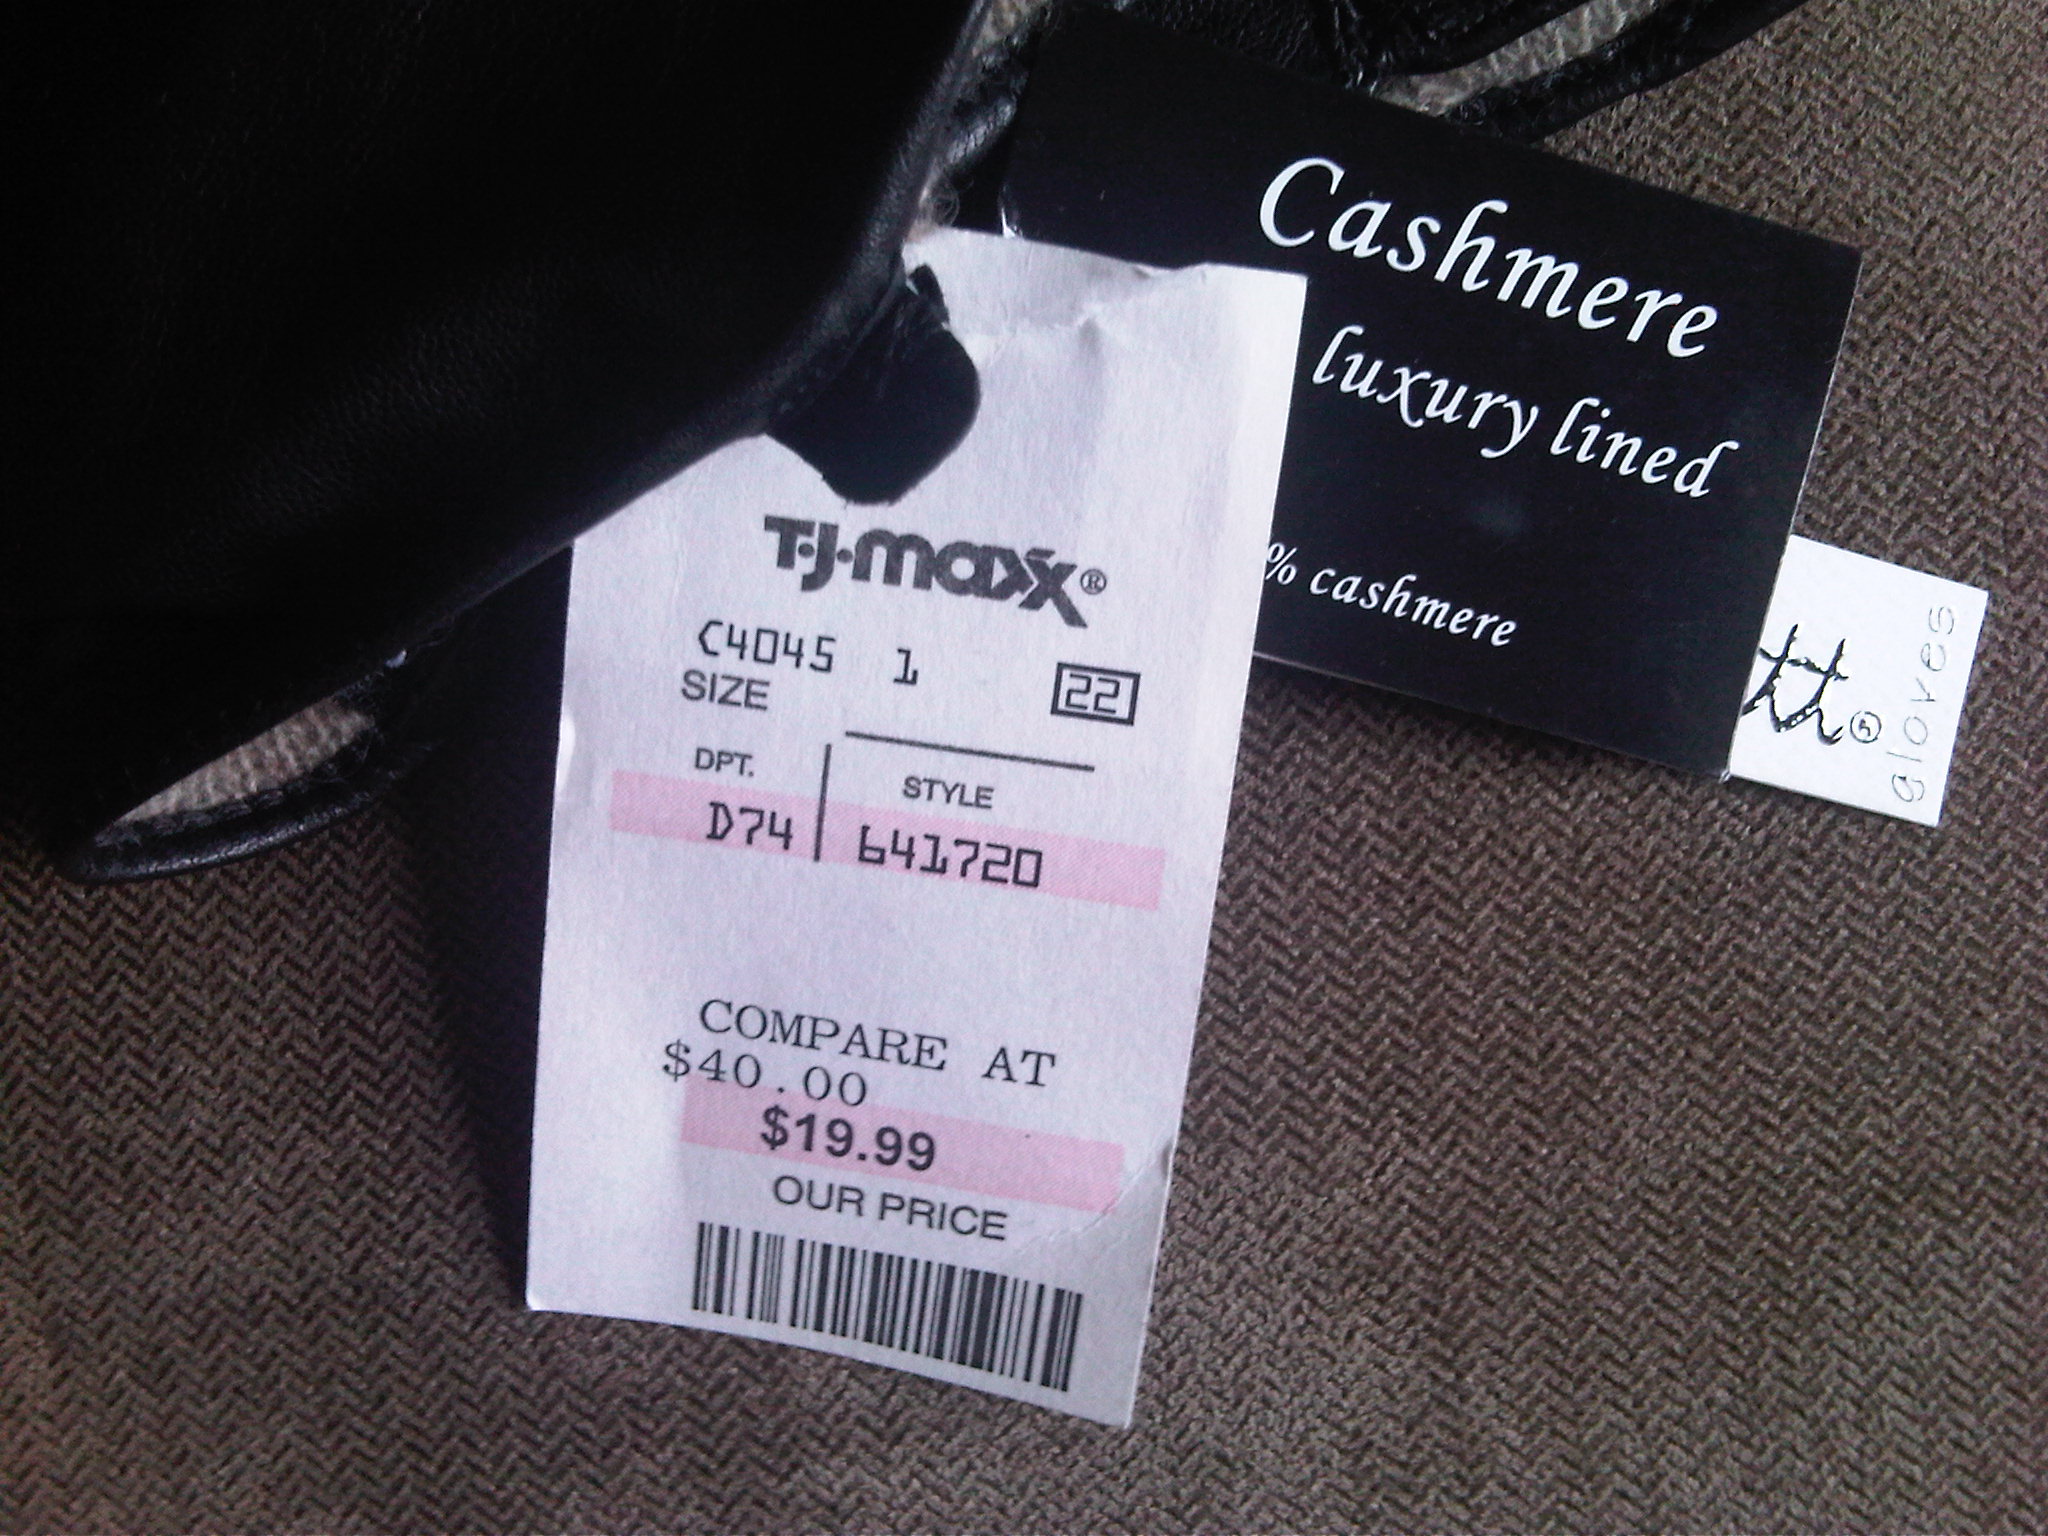 Cashmere
luxury lined
% cashmere
tt®
gloves
T·J·maxx®
C4045 1 22
SIZE
DPT. STYLE
D74 641720
COMPARE AT
$40.00
$19.99
OUR PRICE